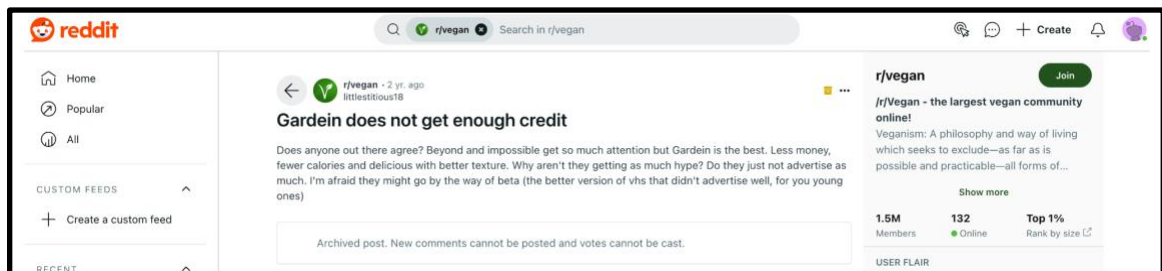 reddit
r/vegan
Search in r/vegan
Create
Home
Popular
All
CUSTOM FEEDS
Create a custom feed
RECENT
r/vegan • 2 yr. ago
littlestitious18
Gardein does not get enough credit
Does anyone out there agree? Beyond and impossible get so much attention but Gardein is the best. Less money,
fewer calories and delicious with better texture. Why aren't they getting as much hype? Do they just not advertise as
much. I'm afraid they might go by the way of beta (the better version of vhs that didn't advertise well, for you young
ones)
Archived post. New comments cannot be posted and votes cannot be cast.
r/vegan
Join
/r/Vegan - the largest vegan community
online!
Veganism: A philosophy and way of living
which seeks to exclude—as far as is
possible and practicable—all forms of...
Show more
1.5M 132 Top 1%
Members Online Rank by size
USER FLAIR